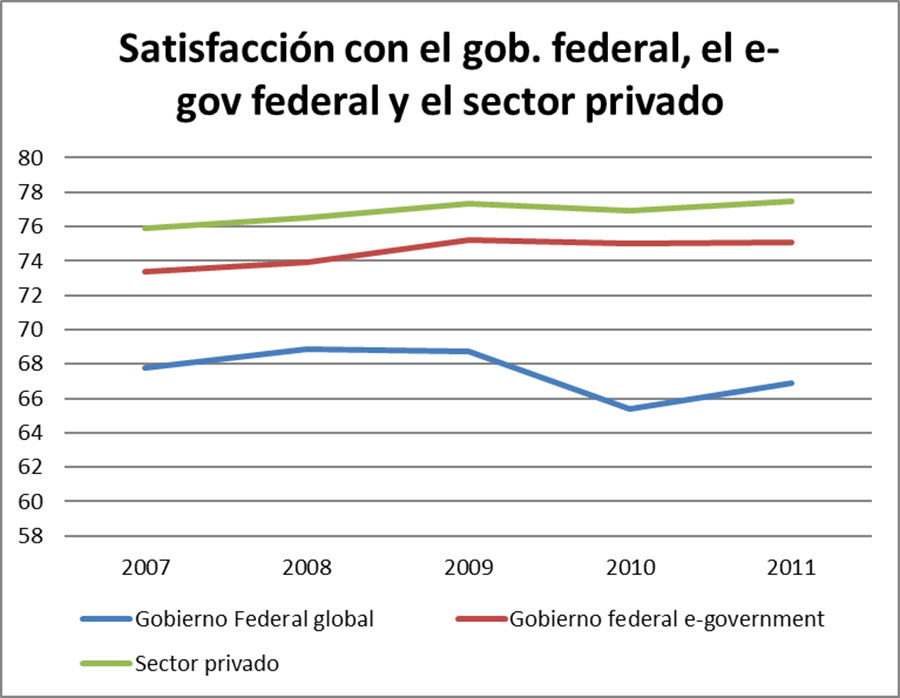 Satisfacción con el gob. federal, el e-
gov federal y el sector privado
80
78
76
74
72
70
68
66
64
62
60
58
2007 2008 2009 2010 2011
Gobierno Federal global Gobierno federal e-government
Sector privado